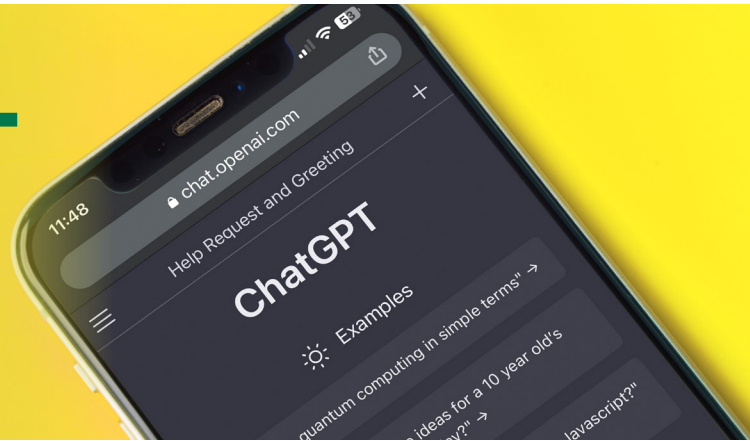 11:48
53
chat.openai.com
Help Request and Greeting
ChatGPT
Examples
quantum computing in simple terms" →
ideas for a 10 year old's
?" →
Javascript?"